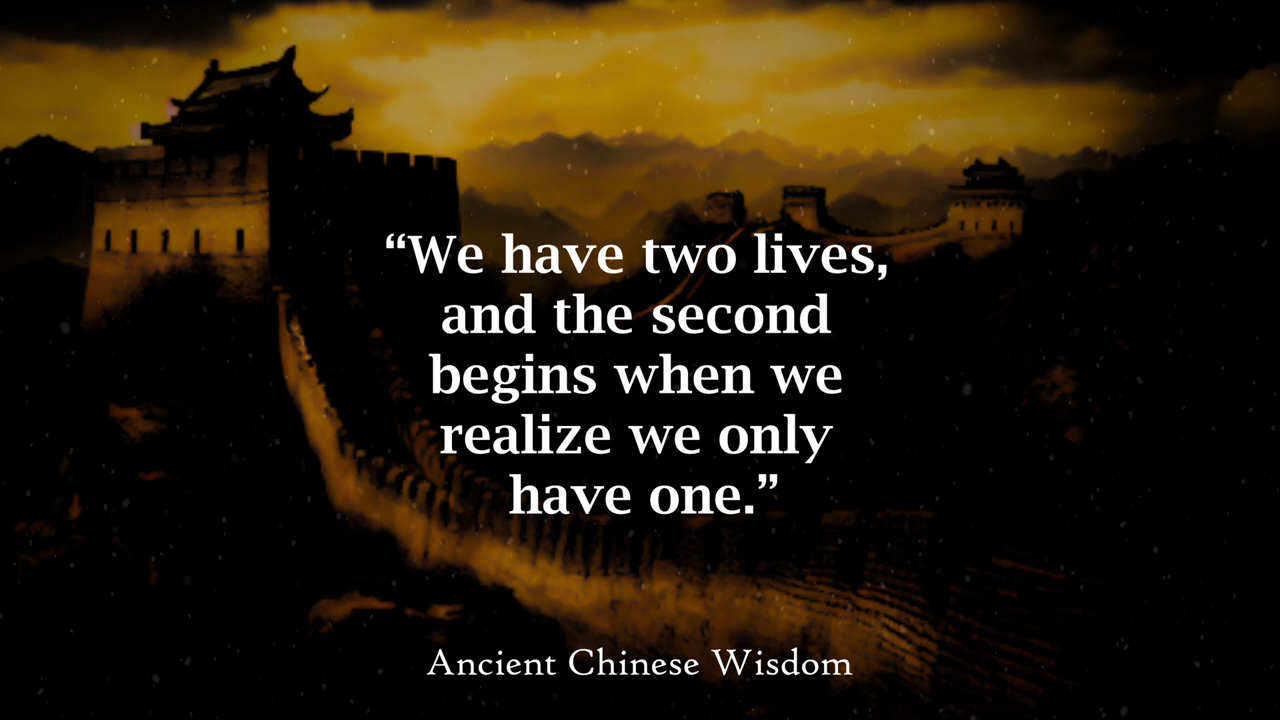 “We have two lives,
and the second
begins when we
realize we only
have one.”
Ancient Chinese Wisdom